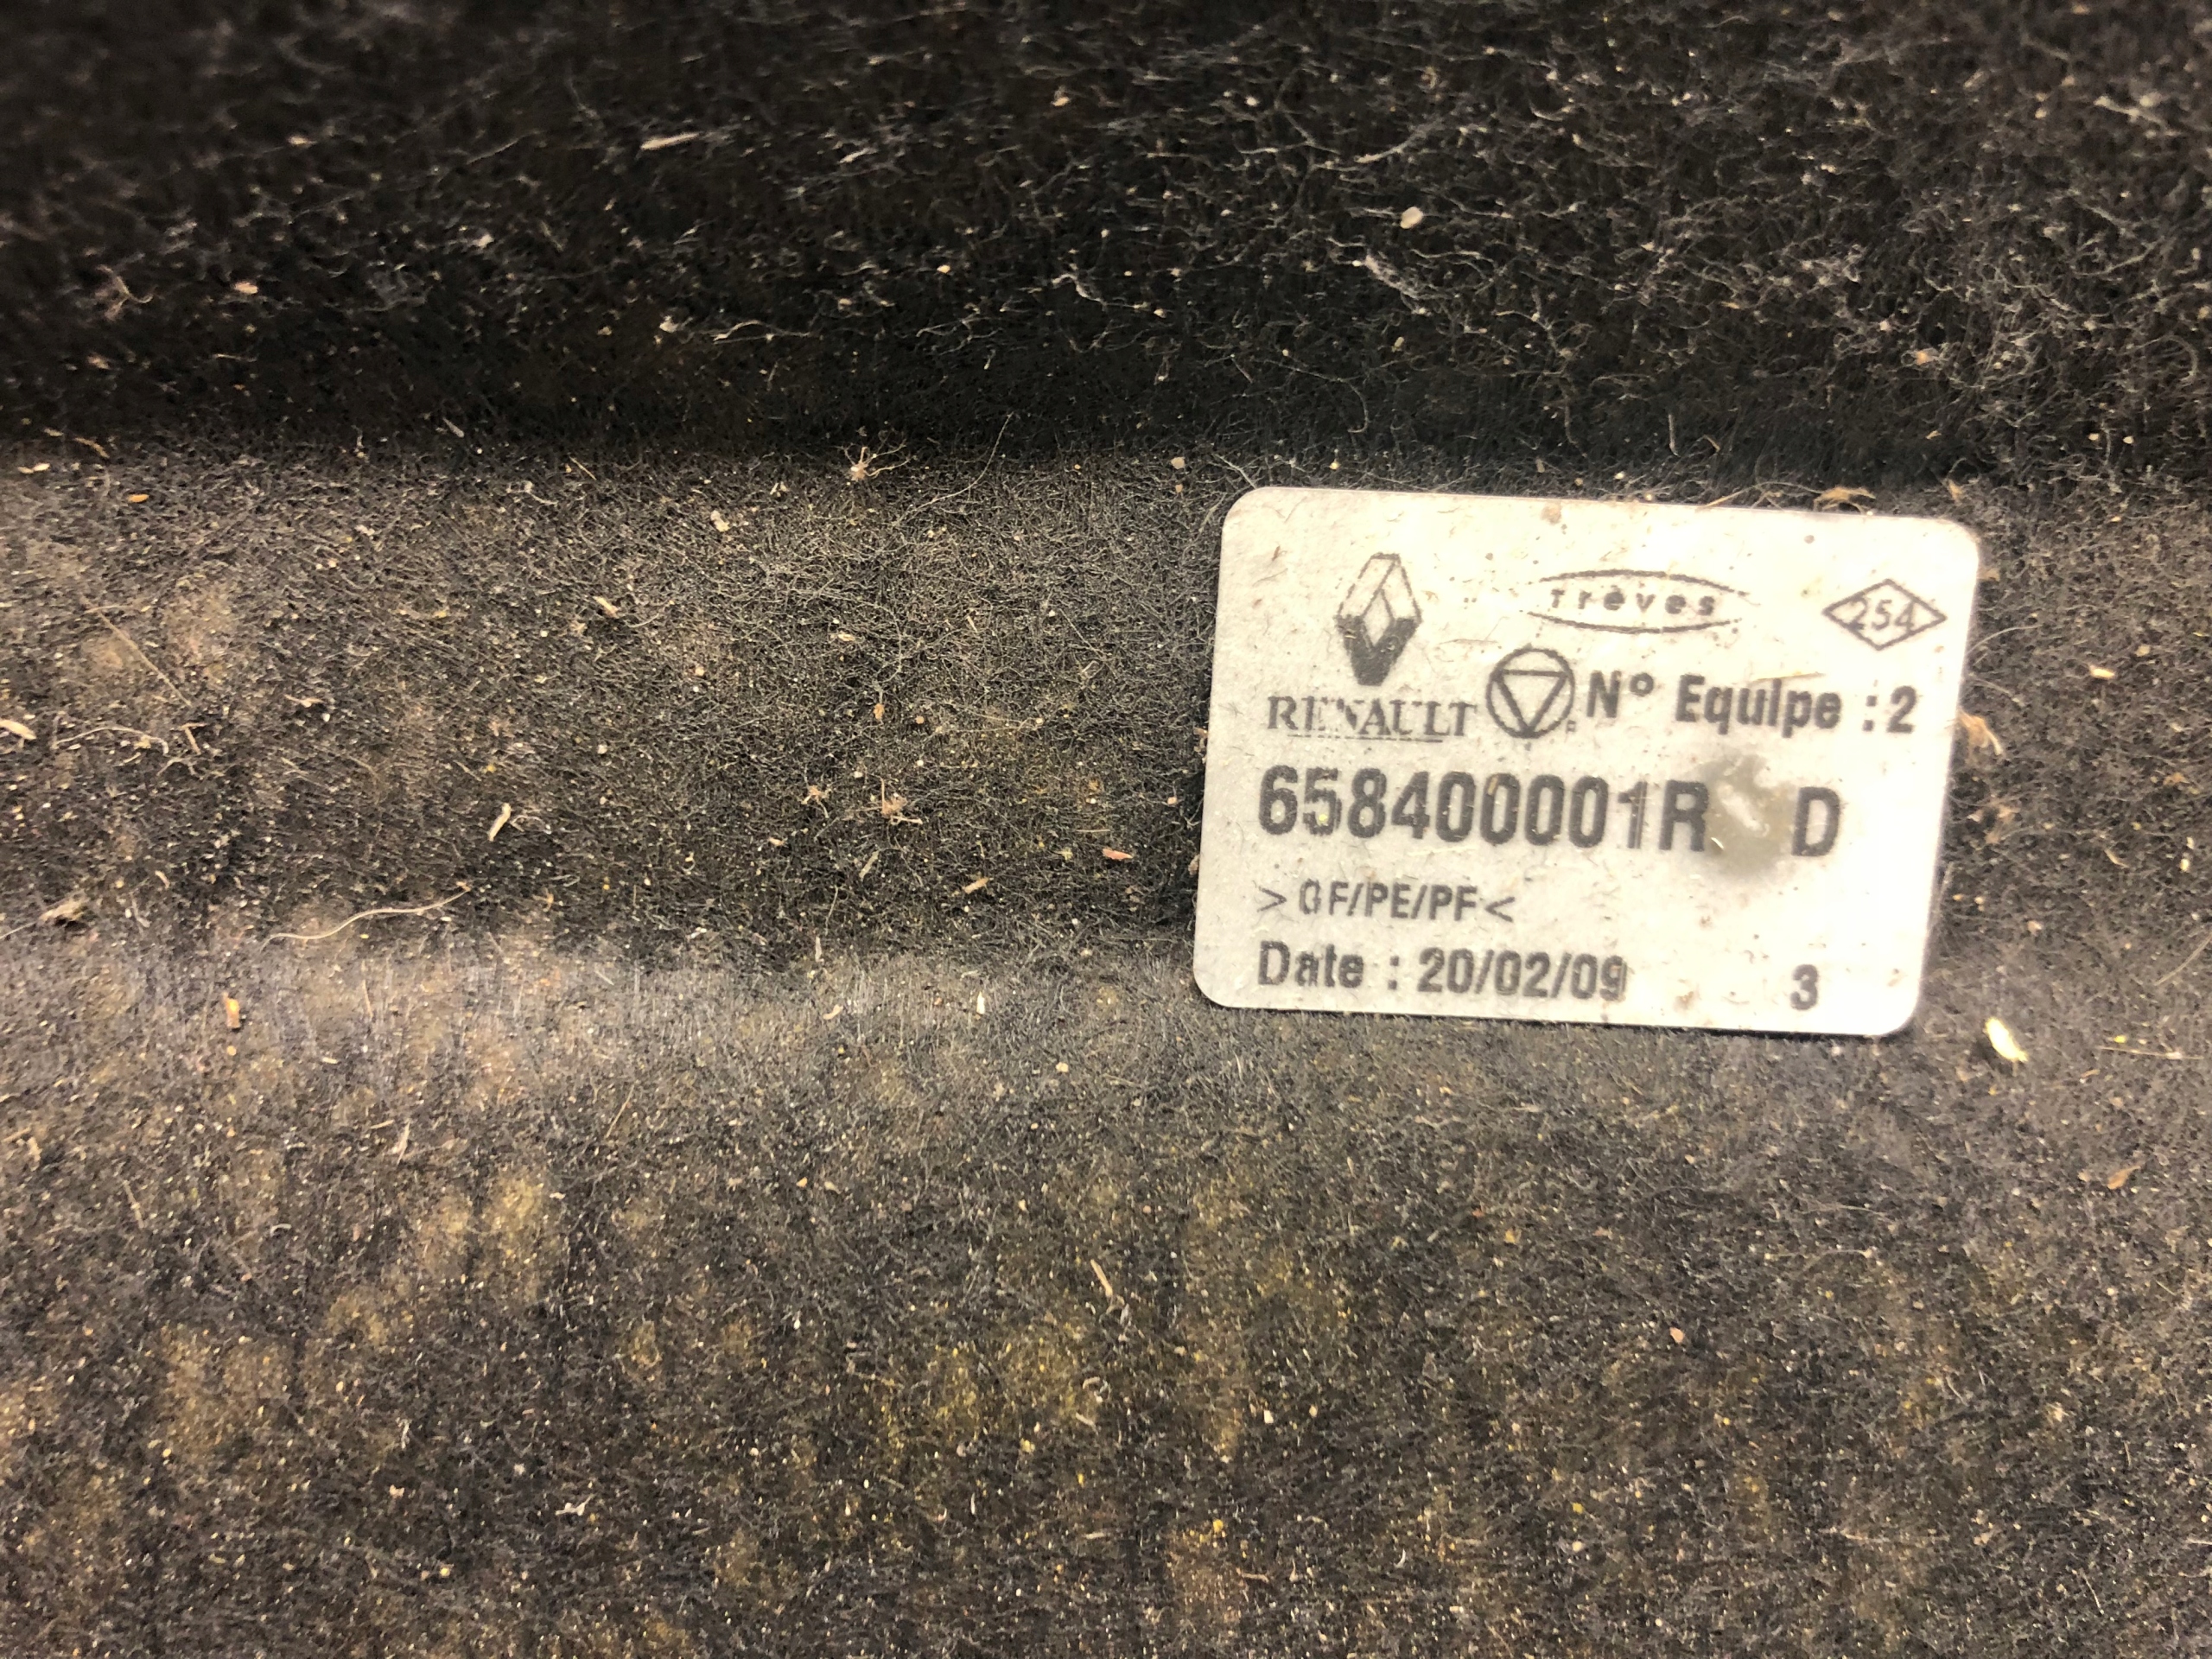 Trèves
254
RENAULT N° Equipe : 2
658400001R D
>GF/PE/PF<
Date : 20/02/09 3